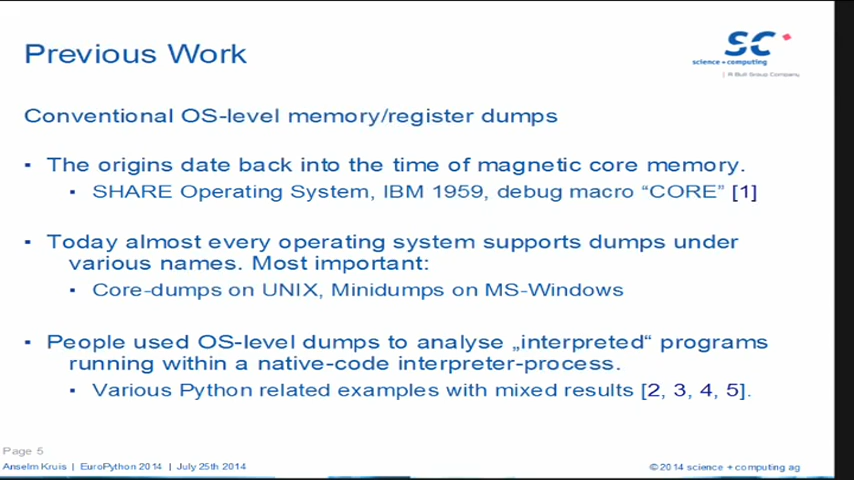 Previous Work
SC
science + computing
| A Bull Group Company
Conventional OS-level memory/register dumps
▪ The origins date back into the time of magnetic core memory.
▪ SHARE Operating System, IBM 1959, debug macro “CORE” [1]
▪ Today almost every operating system supports dumps under
various names. Most important:
▪ Core-dumps on UNIX, Minidumps on MS-Windows
▪ People used OS-level dumps to analyse „interpreted“ programs
running within a native-code interpreter-process.
▪ Various Python related examples with mixed results [2, 3, 4, 5].
Page 5
Anselm Kruis | EuroPython 2014 | July 25th 2014
©2014 science + computing ag